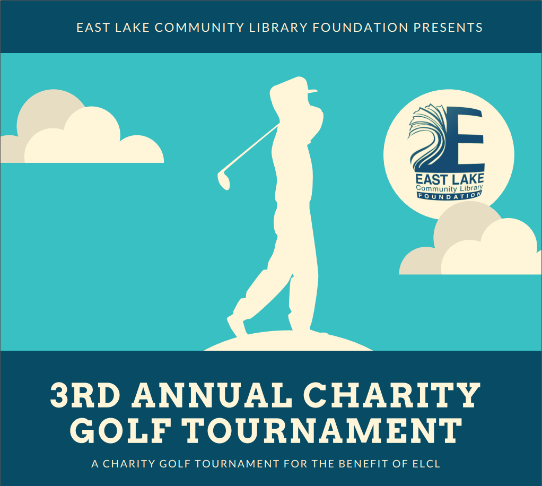 EAST LAKE COMMUNITY LIBRARY FOUNDATION PRESENTS
E
EAST LAKE
Community Library
FOUNDATION
3RD ANNUAL CHARITY
GOLF TOURNAMENT
A CHARITY GOLF TOURNAMENT FOR THE BENEFIT OF ELCL